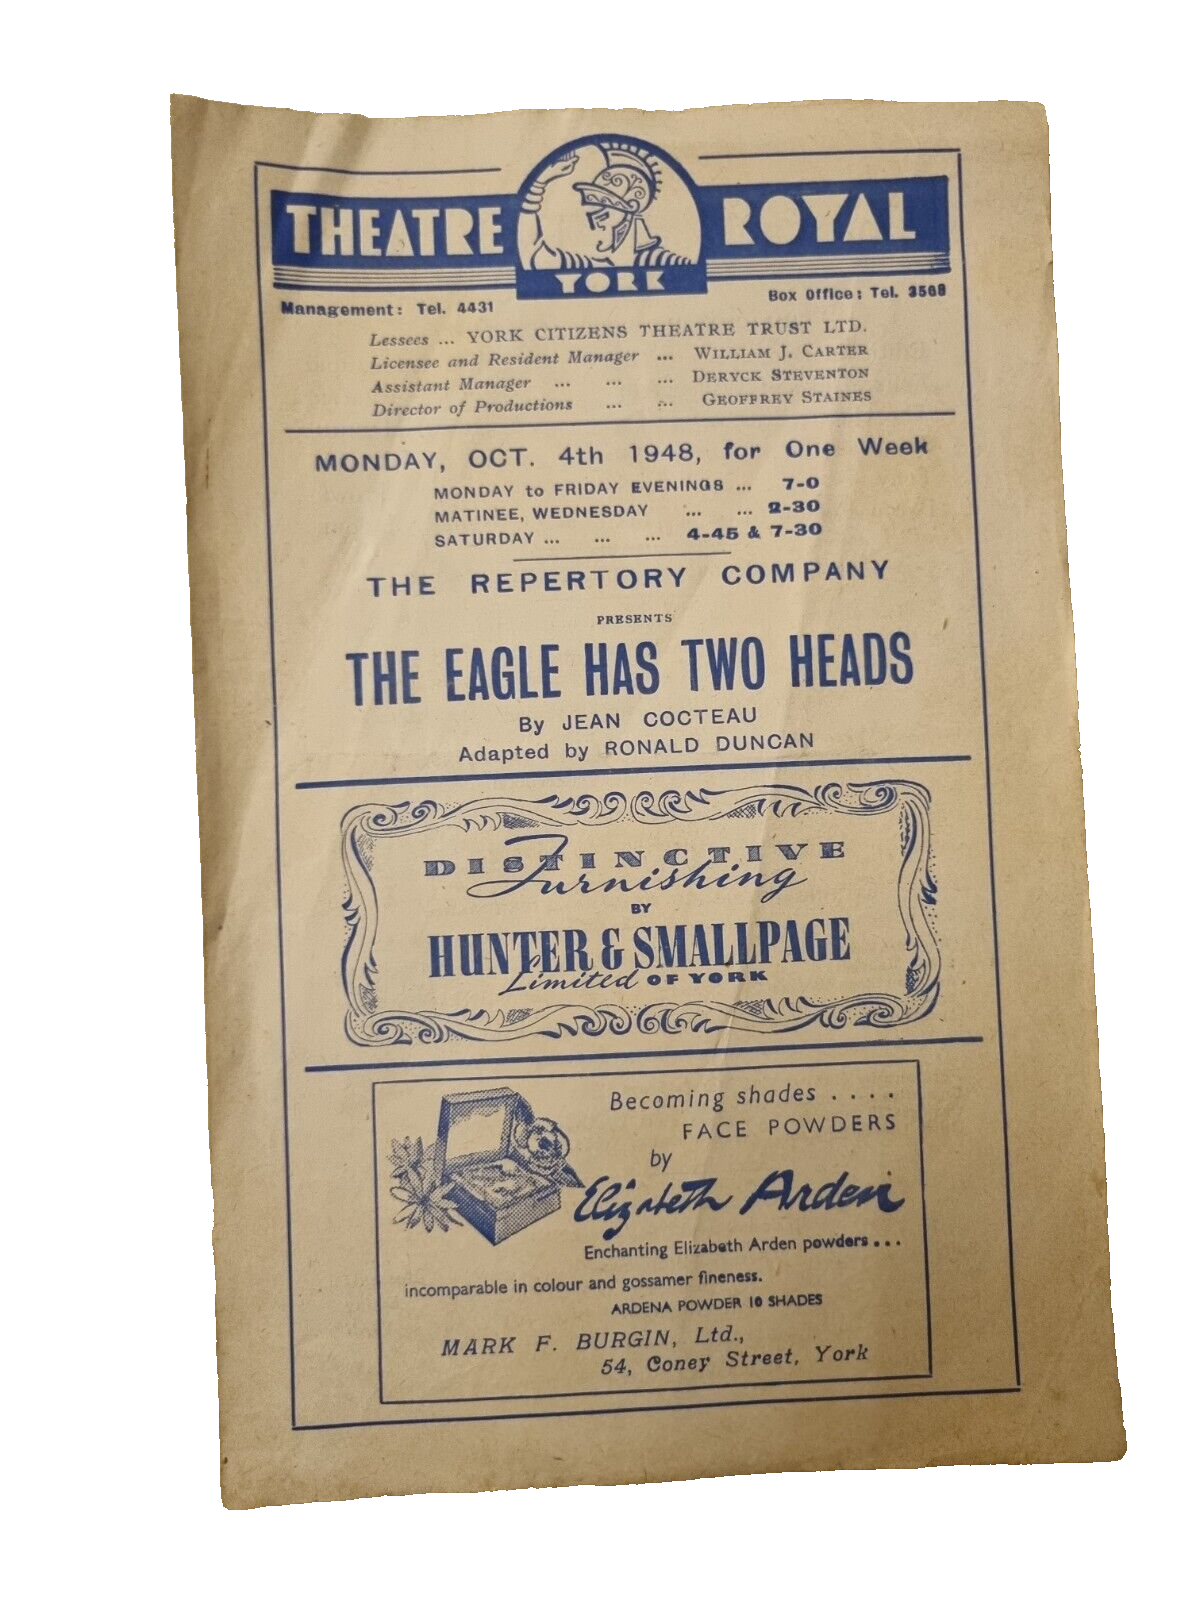 THEATRE ROYAL
YORK
Management: Tel. 4431
Box Office: Tel. 3568
Lessees ... YORK CITIZENS THEATRE TRUST LTD.
Licensee and Resident Manager ... WILLIAM J. CARTER
Assistant Manager ... ... ... DERYCK STEVENTON
Director of Productions ... ... GEOFFREY STAINES
MONDAY, OCT. 4th 1948, for One Week
MONDAY to FRIDAY EVENINGS ... 7-0
MATINEE, WEDNESDAY ... ... 2-30
SATURDAY ... ... ... 4-45 & 7-30
THE REPERTORY COMPANY
PRESENTS
THE EAGLE HAS TWO HEADS
By JEAN COCTEAU
Adapted by RONALD DUNCAN
DISTINCTIVE
Furnishing
BY
HUNTER & SMALLPAGE
Limited OF YORK
Becoming shades ....
FACE POWDERS
by
Elizabeth Arden
Enchanting Elizabeth Arden powders...
incomparable in colour and gossamer fineness.
ARDENA POWDER 10 SHADES
MARK F. BURGIN, Ltd.,
54, Coney Street, York